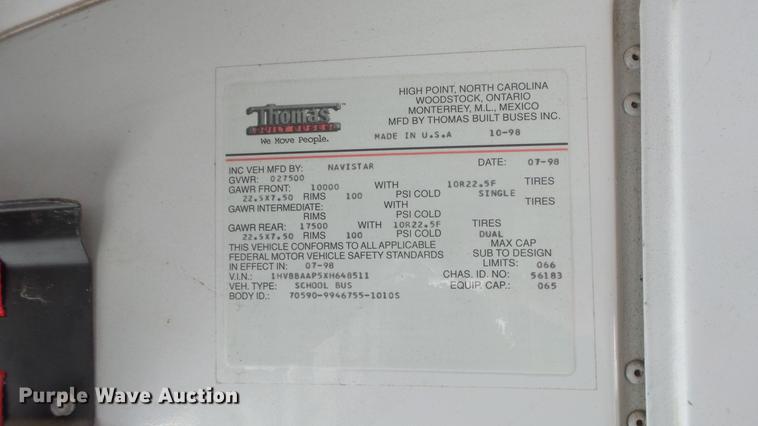 Thomas
BUILT BUSES
We Move People.
HIGH POINT, NORTH CAROLINA
WOODSTOCK, ONTARIO
MONTERREY, M.L., MEXICO
MFD BY THOMAS BUILT BUSES INC.
MADE IN U.S.A 10-98
INC VEH MFD BY: NAVISTAR DATE: 07-98
GVWR: 027500
GAWR FRONT: 10000 WITH 10R22.5F TIRES
22.5X7.50 RIMS 100 PSI COLD SINGLE
GAWR INTERMEDIATE: WITH TIRES
RIMS PSI COLD
GAWR REAR: 17500 WITH 10R22.5F TIRES
22.5X7.50 RIMS 100 PSI COLD DUAL
THIS VEHICLE CONFORMS TO ALL APPLICABLE MAX CAP
FEDERAL MOTOR VEHICLE SAFETY STANDARDS SUB TO DESIGN
IN EFFECT IN: 07-98 LIMITS: 066
V.I.N.: 1HVBBAAP5XH648511 CHAS. ID. NO: 56183
VEH. TYPE: SCHOOL BUS EQUIP. CAP.: 065
BODY ID.: 70590-9946755-1010S
Purple Wave Auction